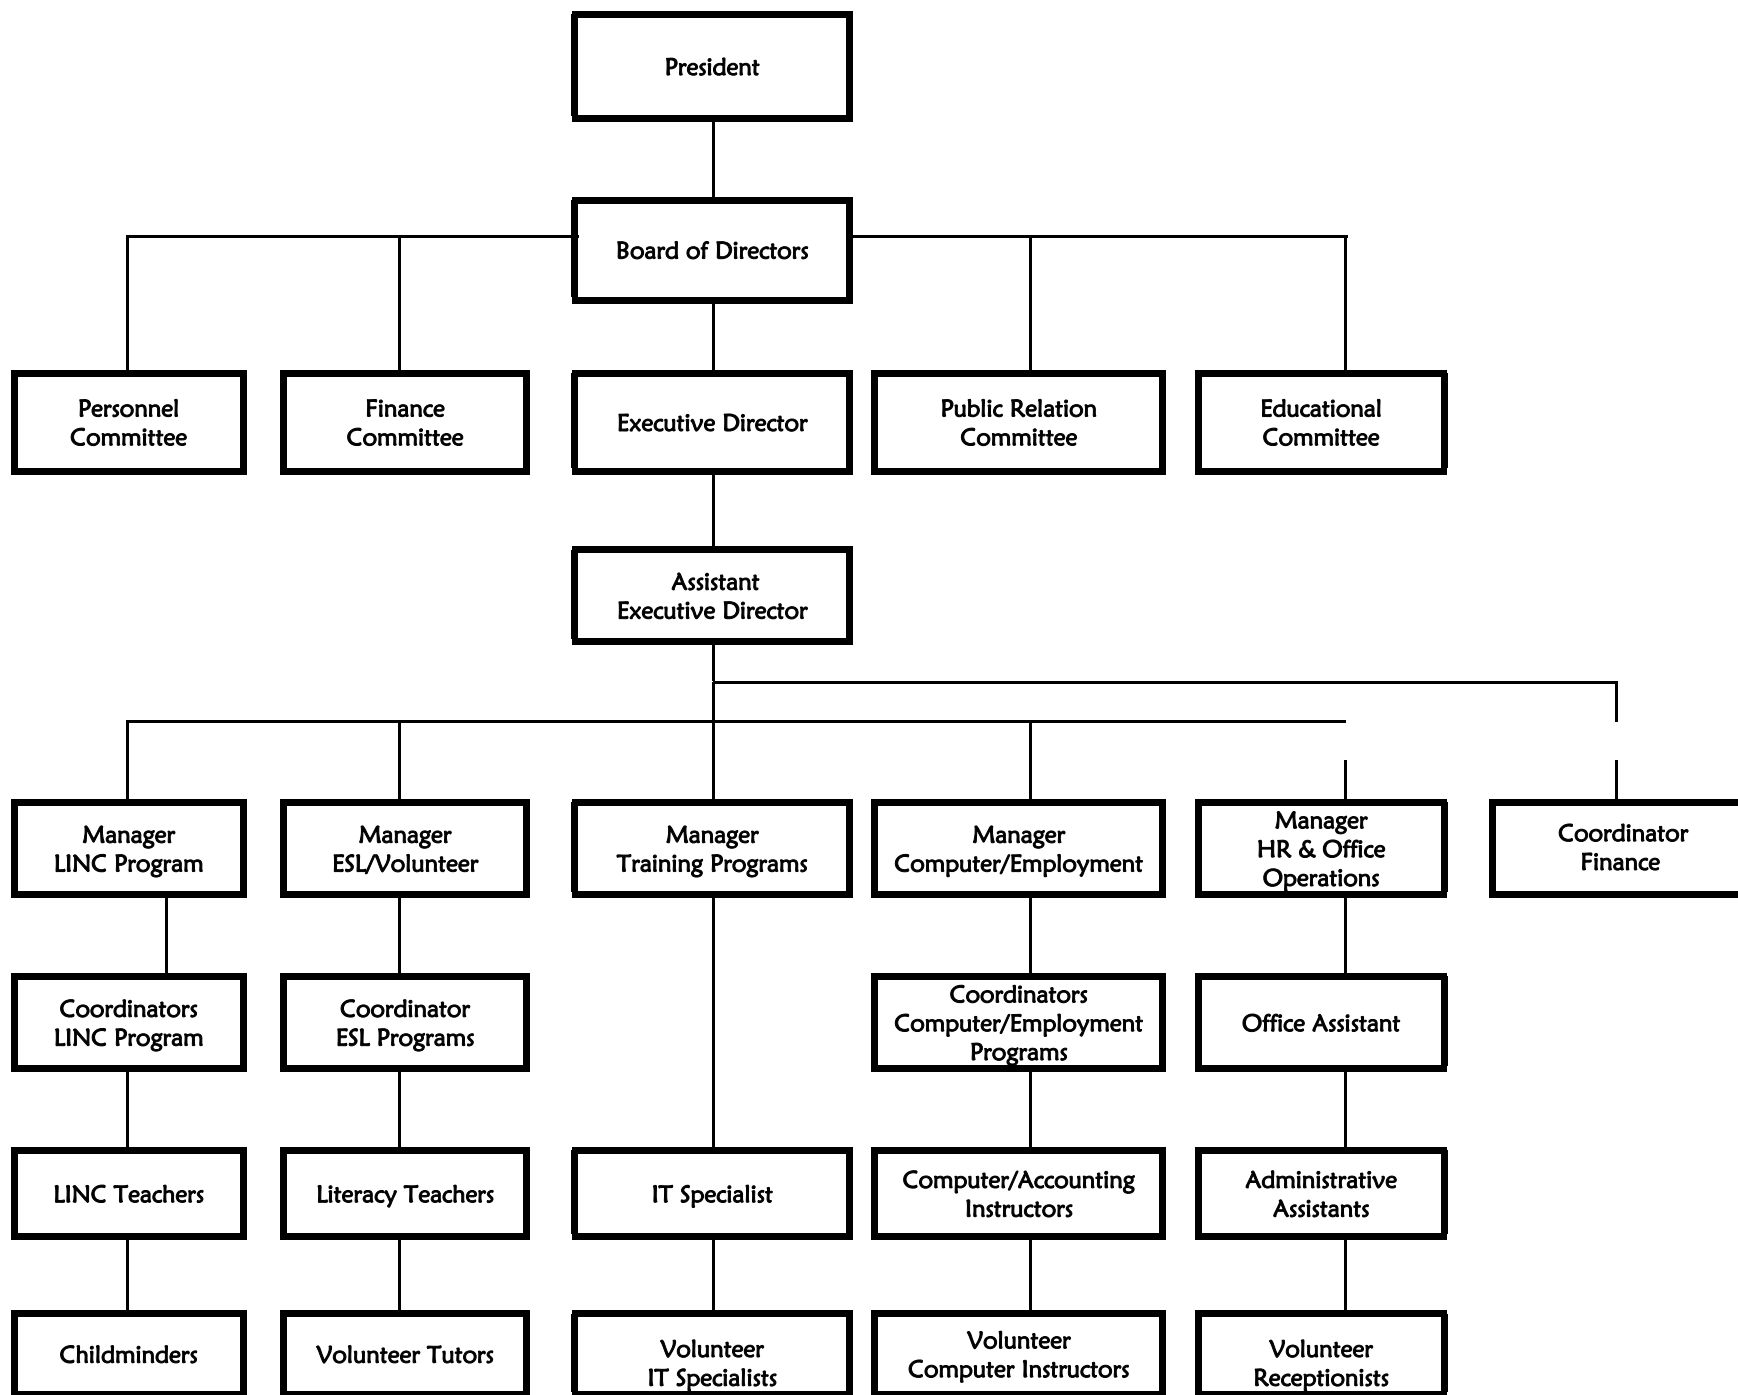 President
Board of Directors
Personnel
Committee
Finance
Committee
Executive Director
Public Relation
Committee
Educational
Committee
Assistant
Executive Director
Manager
LINC Program
Manager
ESL/Volunteer
Manager
Training Programs
Manager
Computer/Employment
Manager
HR & Office
Operations
Coordinator
Finance
Coordinators
LINC Program
Coordinator
ESL Programs
Coordinators
Computer/Employment
Programs
Office Assistant
LINC Teachers
Literacy Teachers
IT Specialist
Computer/Accounting
Instructors
Administrative
Assistants
Childminders
Volunteer Tutors
Volunteer
IT Specialists
Volunteer
Computer Instructors
Volunteer
Receptionists